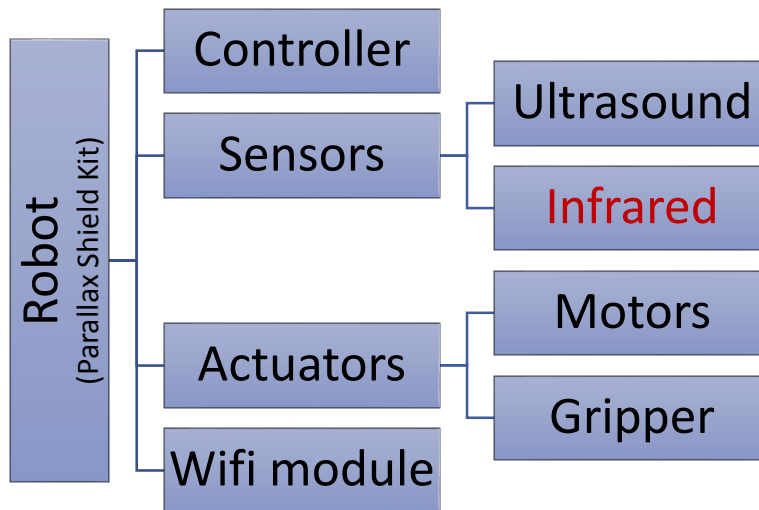 Robot
(Parallax Shield Kit)
Controller
Sensors
Ultrasound
Infrared
Actuators
Motors
Gripper
Wifi module